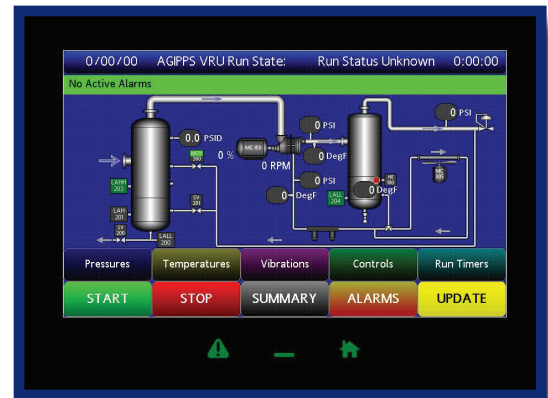 0/00/00 AGIPPS VRU Run State: Run Status Unknown 0:00:00
No Active Alarms
0 PSI
0 PSI
0.0 PSID
MC 150
0 %
0 RPM
0 DegF
LAHH 203
SV 201
0 PSI
0 DegF
LALL 204
0 DegF
LAH 201
SV 200
LALL 200
Pressures Temperatures Vibrations Controls Run Timers
START STOP SUMMARY ALARMS UPDATE